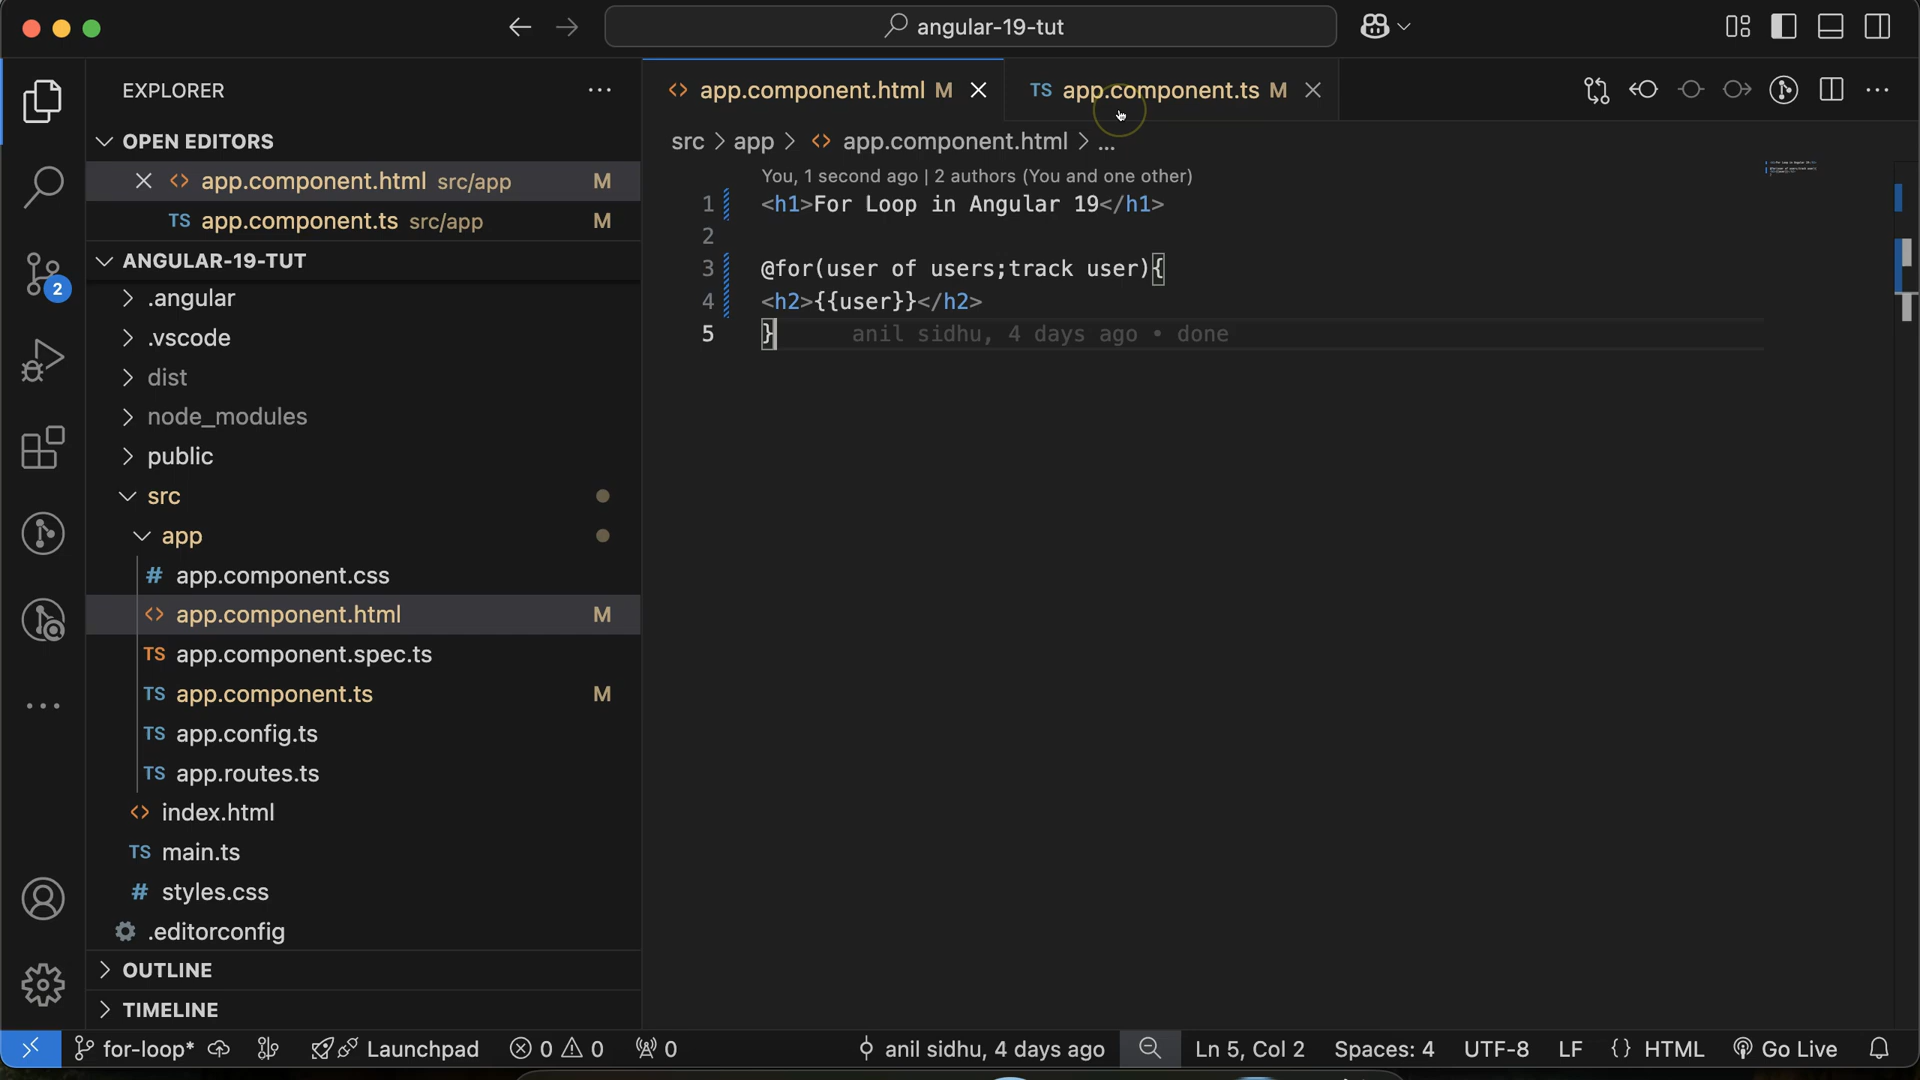 angular-19-tut
EXPLORER
OPEN EDITORS
app.component.html src/app M
TS app.component.ts src/app M
ANGULAR-19-TUT
.angular
.vscode
dist
node_modules
public
src
app
# app.component.css
<> app.component.html M
TS app.component.spec.ts
TS app.component.ts M
TS app.config.ts
TS app.routes.ts
<> index.html
TS main.ts
# styles.css
.editorconfig
OUTLINE
TIMELINE
2
<> app.component.html M
TS app.component.ts M
src > app > <> app.component.html > ...
You, 1 second ago | 2 authors (You and one other)
1 <h1>For Loop in Angular 19</h1>
2
3 @for(user of users;track user){
4 <h2>{{user}}</h2>
5 } anil sidhu, 4 days ago • done
for-loop* Launchpad 0 0 0 anil sidhu, 4 days ago Ln 5, Col 2 Spaces: 4 UTF-8 LF {} HTML Go Live